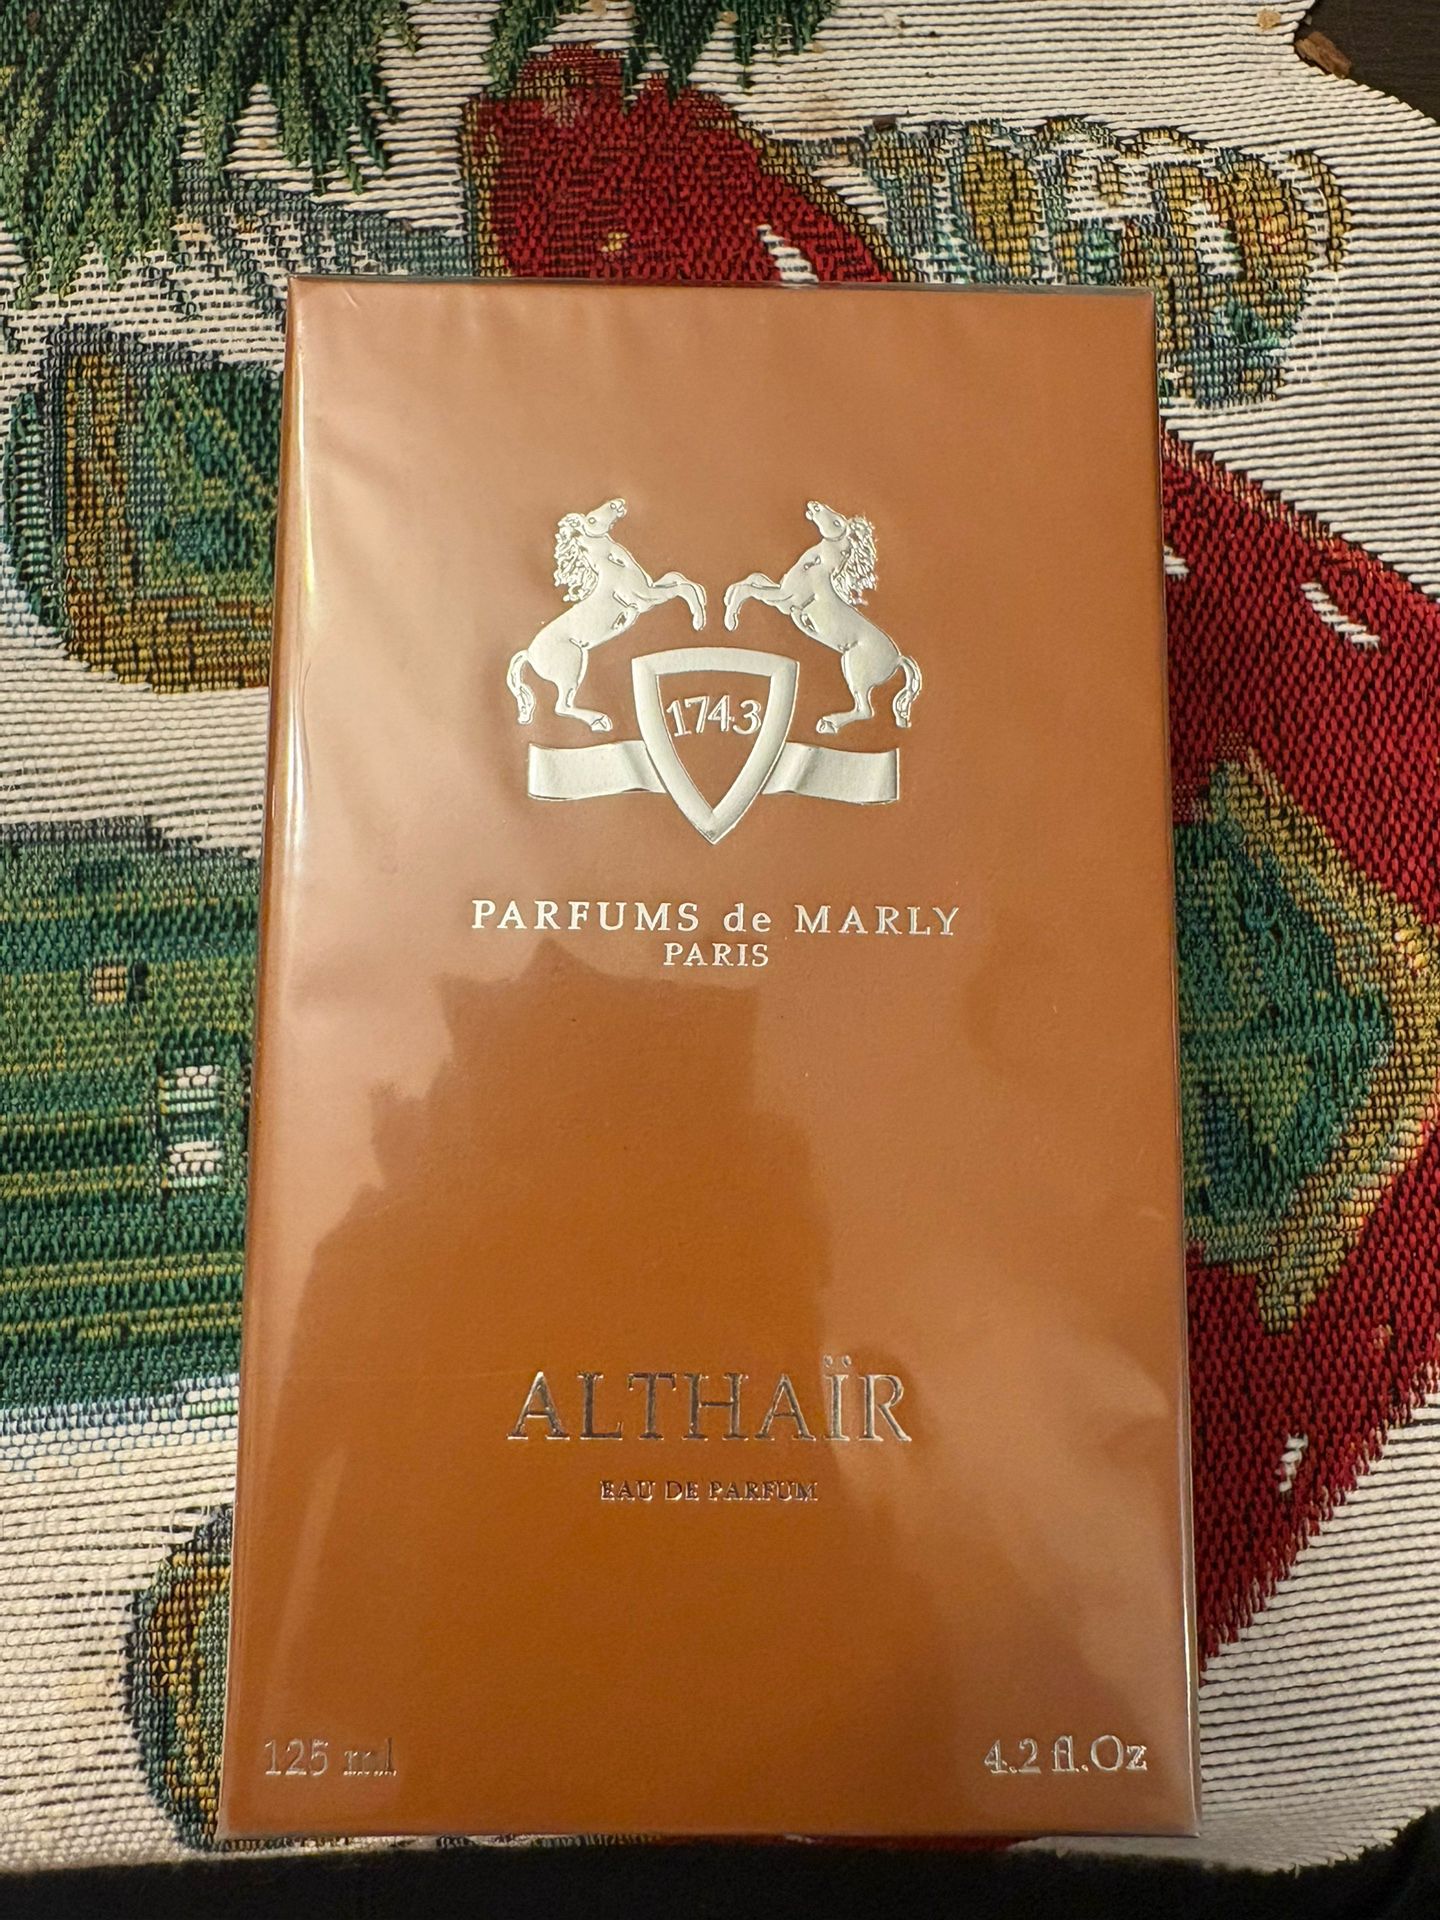 1743
PARFUMS de MARLY
PARIS
ALTHAÏR
EAU DE PARFUM
125 ml
4.2 fl.Oz